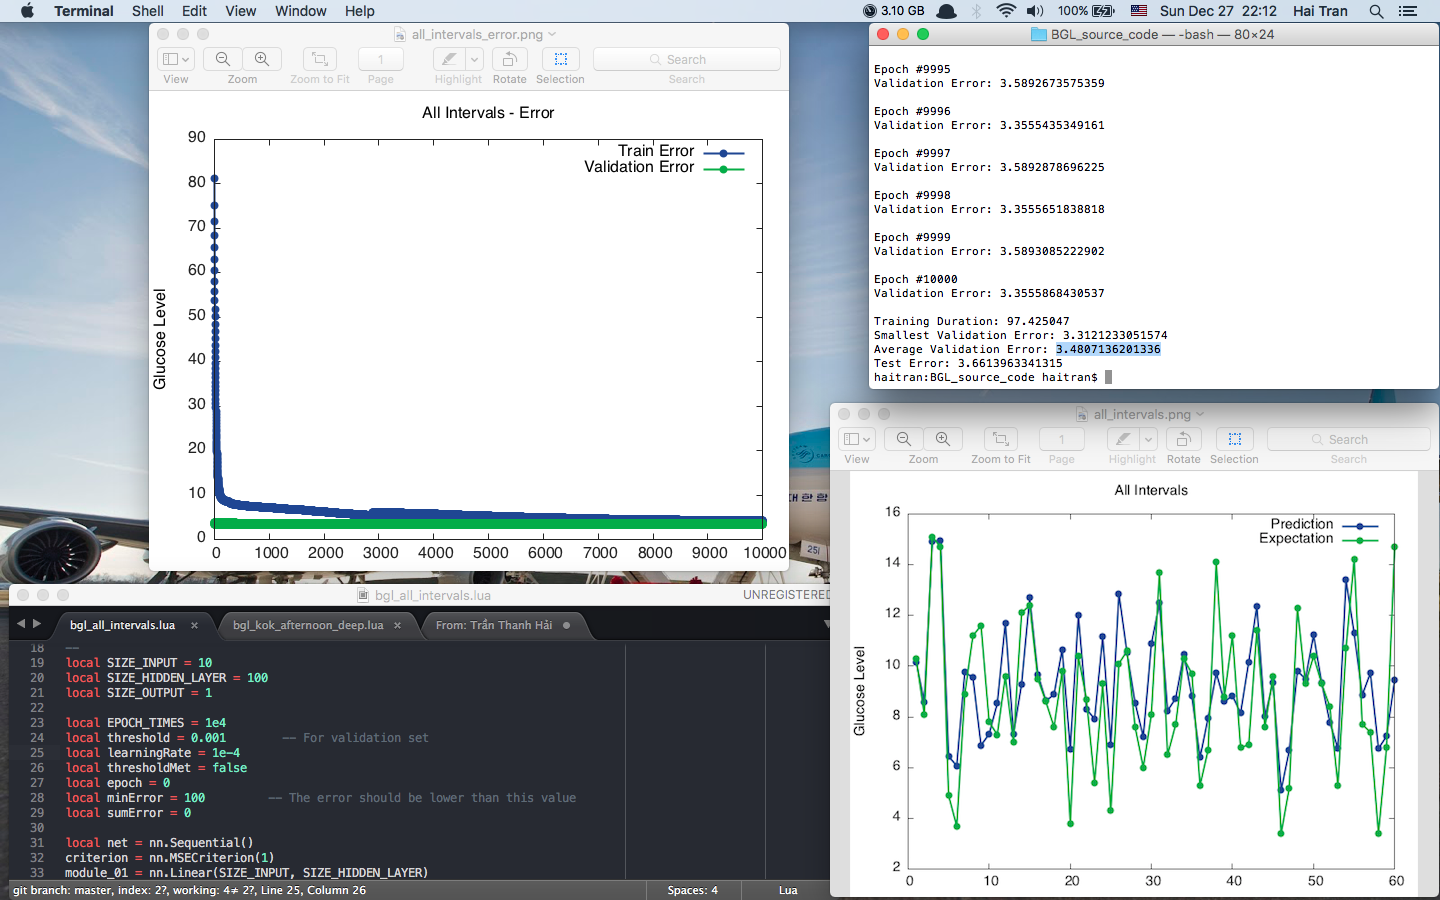 Terminal Shell Edit View Window Help
3.10 GB 100% Sun Dec 27 22:12 Hai Tran
all_intervals_error.png
1
Search
View Zoom Zoom to Fit Page Highlight Rotate Selection Search
All Intervals - Error
Train Error
Validation Error
Glucose Level
90
80
70
60
50
40
30
20
10
0
0 1000 2000 3000 4000 5000 6000 7000 8000 9000 10000
BGL_source_code — -bash — 80×24
Epoch #9995
Validation Error: 3.5892673575359
Epoch #9996
Validation Error: 3.3555435349161
Epoch #9997
Validation Error: 3.5892878696225
Epoch #9998
Validation Error: 3.3555651838818
Epoch #9999
Validation Error: 3.5893085222902
Epoch #10000
Validation Error: 3.3555868430537
Training Duration: 97.425047
Smallest Validation Error: 3.3121233051574
Average Validation Error: 3.4807136201336
Test Error: 3.6613963341315
haitran:BGL_source_code haitran$
대한항
251
bgl_all_intervals.lua UNREGISTERED
bgl_all_intervals.lua × bgl_kok_afternoon_deep.lua × From: Trần Thanh Hải
18 --
19 local SIZE_INPUT = 10
20 local SIZE_HIDDEN_LAYER = 100
21 local SIZE_OUTPUT = 1
22
23 local EPOCH_TIMES = 1e4
24 local threshold = 0.001 -- For validation set
25 local learningRate = 1e-4
26 local thresholdMet = false
27 local epoch = 0
28 local minError = 100 -- The error should be lower than this value
29 local sumError = 0
30
31 local net = nn.Sequential()
32 criterion = nn.MSECriterion(1)
33 module_01 = nn.Linear(SIZE_INPUT, SIZE_HIDDEN_LAYER)
git branch: master, index: 2?, working: 4≠ 2?, Line 25, Column 26 Spaces: 4 Lua
all_intervals.png
1
Search
View Zoom Zoom to Fit Page Highlight Rotate Selection Search
All Intervals
Prediction
Expectation
Glucose Level
16
14
12
10
8
6
4
2
0 10 20 30 40 50 60